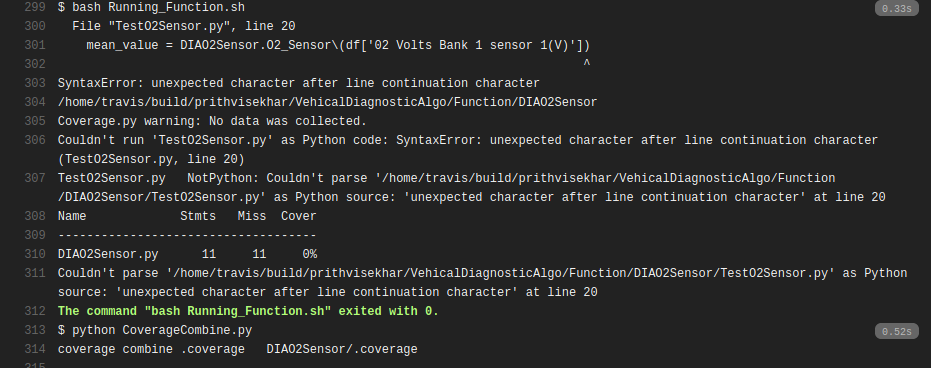 299 $ bash Running_Function.sh 0.33s
300 File "TestO2Sensor.py", line 20
301 mean_value = DIAO2Sensor.O2_Sensor\(df['02 Volts Bank 1 sensor 1(V)'])
302 ^
303 SyntaxError: unexpected character after line continuation character
304 /home/travis/build/prithvisekhar/VehicalDiagnosticAlgo/Function/DIAO2Sensor
305 Coverage.py warning: No data was collected.
306 Couldn't run 'TestO2Sensor.py' as Python code: SyntaxError: unexpected character after line continuation character
(TestO2Sensor.py, line 20)
307 TestO2Sensor.py NotPython: Couldn't parse '/home/travis/build/prithvisekhar/VehicalDiagnosticAlgo/Function
/DIAO2Sensor/TestO2Sensor.py' as Python source: 'unexpected character after line continuation character' at line 20
308 Name Stmts Miss Cover
309 ------------------------------------
310 DIAO2Sensor.py 11 11 0%
311 Couldn't parse '/home/travis/build/prithvisekhar/VehicalDiagnosticAlgo/Function/DIAO2Sensor/TestO2Sensor.py' as Python
source: 'unexpected character after line continuation character' at line 20
312 The command "bash Running_Function.sh" exited with 0.
313 $ python CoverageCombine.py 0.52s
314 coverage combine .coverage DIAO2Sensor/.coverage
315